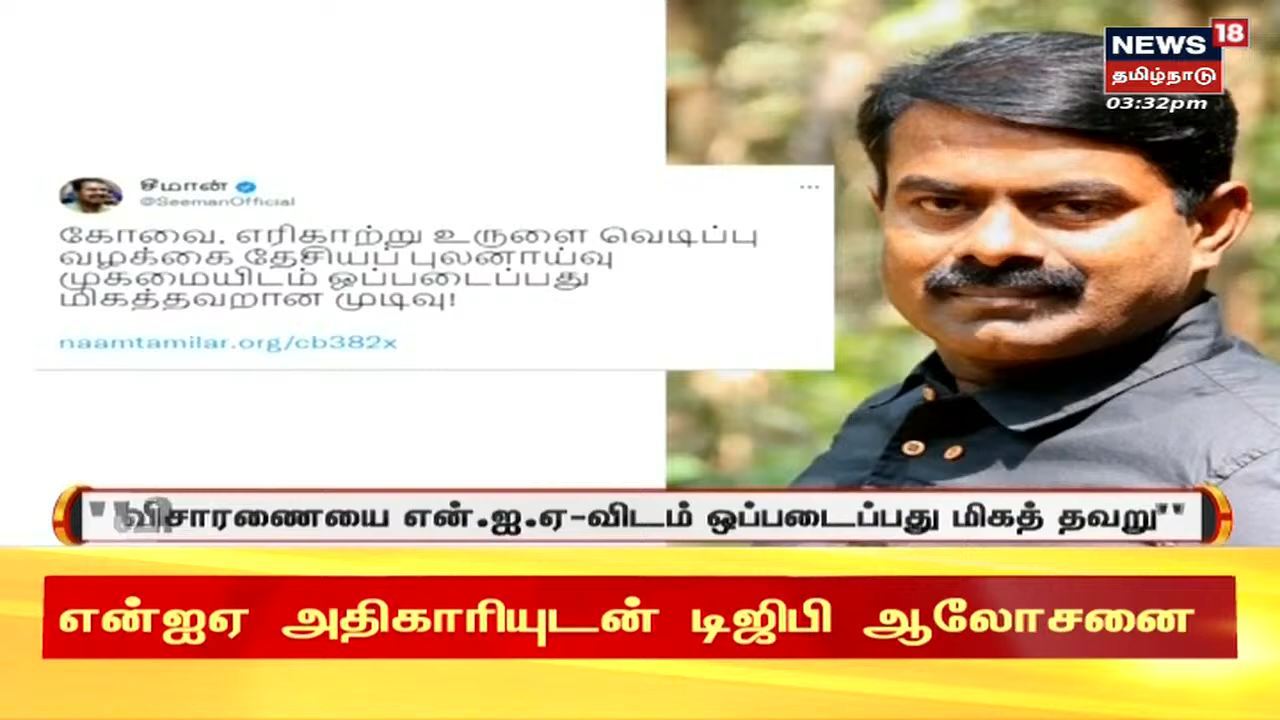 NEWS 18
தமிழ்நாடு
03:32pm
சீமான்
@SeemanOfficial
கோவை, எரிகாற்று உருளை வெடிப்பு
வழக்கை தேசியப் புலனாய்வு
முகமையிடம் ஒப்படைப்பது
மிகத்தவறான முடிவு!
naamtamilar.org/cb382x
"விசாரணையை என்.ஐ.ஏ-விடம் ஒப்படைப்பது மிகத் தவறு"
என்ஐஏ அதிகாரியுடன் டிஜிபி ஆலோசனை